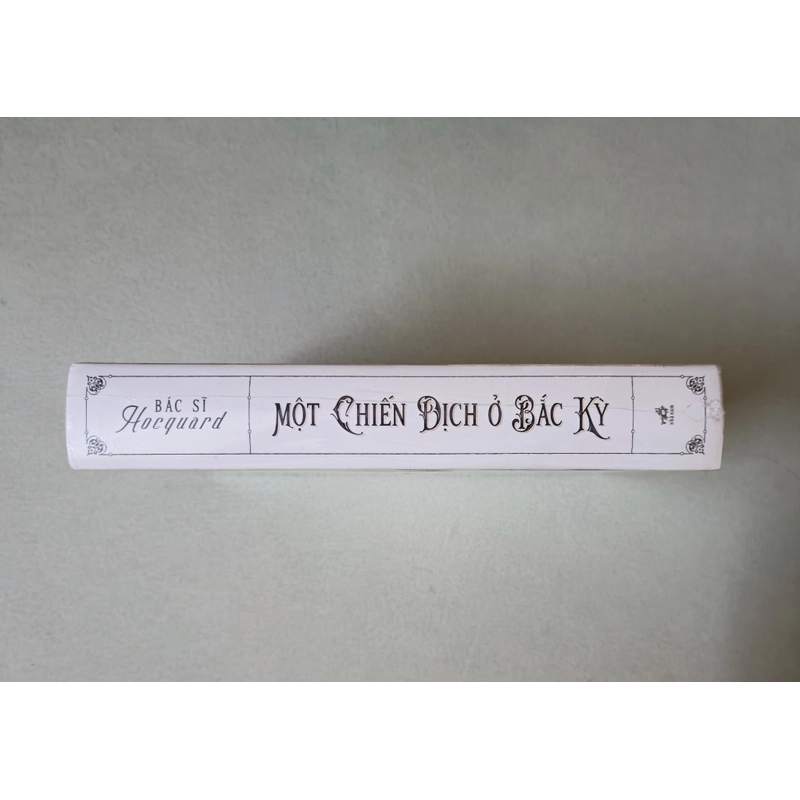 BÁC SĨ
Hocquard
MỘT CHIẾN DỊCH Ở BẮC KỲ